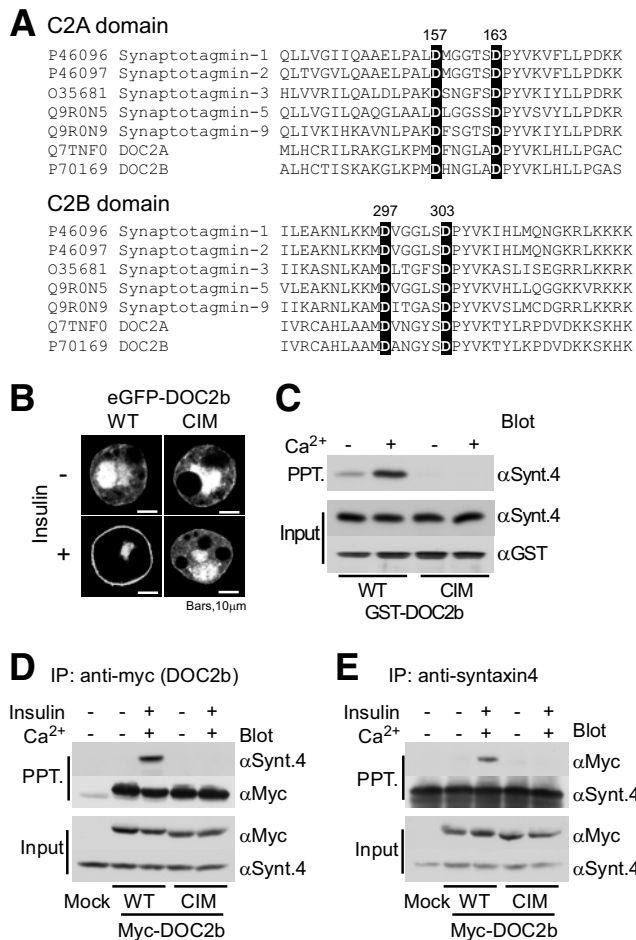 A C2A domain
157 163
P46096 Synaptotagmin-1 QLLVGIIQAAELPALDMGGTSDPYVKVFLLPDKK
P46097 Synaptotagmin-2 QLTVGVLQAAELPALDMGGTSDPYVKVFLLPDKK
O35681 Synaptotagmin-3 HLVVRILQALDLPAKDSNGFSDPYVKIYLLPDRK
Q9R0N5 Synaptotagmin-5 QLVGILQAQGLAALDLGGSSDPYVSVYLLPDKR
Q9R0N9 Synaptotagmin-9 QLIVKIHKAVNLPAKDFSGTSDPYVKIYLLPDRK
Q7TNF0 DOC2A MLHCRILRAKGLKPMDFNGLADPYVKLHLLPGAC
P70169 DOC2B ALHCTISKAKGLKPMDHNGLADPYVKLHLLPGAS
C2B domain
297 303
P46096 Synaptotagmin-1 ILEAKNLKKMDVGGLSDPYVKIHLMQNGKRLKKKK
P46097 Synaptotagmin-2 ILEAKNLKKMDVGGLSDPYVKIHLMQNGKRLKKKK
O35681 Synaptotagmin-3 IIKASNLKAMDLTGFSDPYVKASLISEGRRLKKRK
Q9R0N5 Synaptotagmin-5 VLEAKNLKKMDVGGLSDPYVKVHLLQGGKKVRKKK
Q9R0N9 Synaptotagmin-9 IIKARNLKAMDITGASDPYVKVSLMCDGRRLKKRK
Q7TNF0 DOC2A IVRCAHLAAMDVNGYSDPYVKTYLRPDVDKKSKHK
P70169 DOC2B IVRCAHLAAMDANGYSDPYVKTYLKPDVDKKSKHK
B eGFP-DOC2b
WT CIM
Insulin
-
+
Bars,10μm
C
Blot
Ca2+ - + - +
PPT. αSynt.4
Input αSynt.4
αGST
WT CIM
GST-DOC2b
D IP: anti-myc (DOC2b)
Insulin - - + - +
Ca2+ - - + - + Blot
PPT. αSynt.4
αMyc
Input αMyc
αSynt.4
Mock WT CIM
Myc-DOC2b
E IP: anti-syntaxin4
Insulin - - + - +
Ca2+ - - + - + Blot
PPT. αMyc
αSynt.4
Input αMyc
αSynt.4
Mock WT CIM
Myc-DOC2b